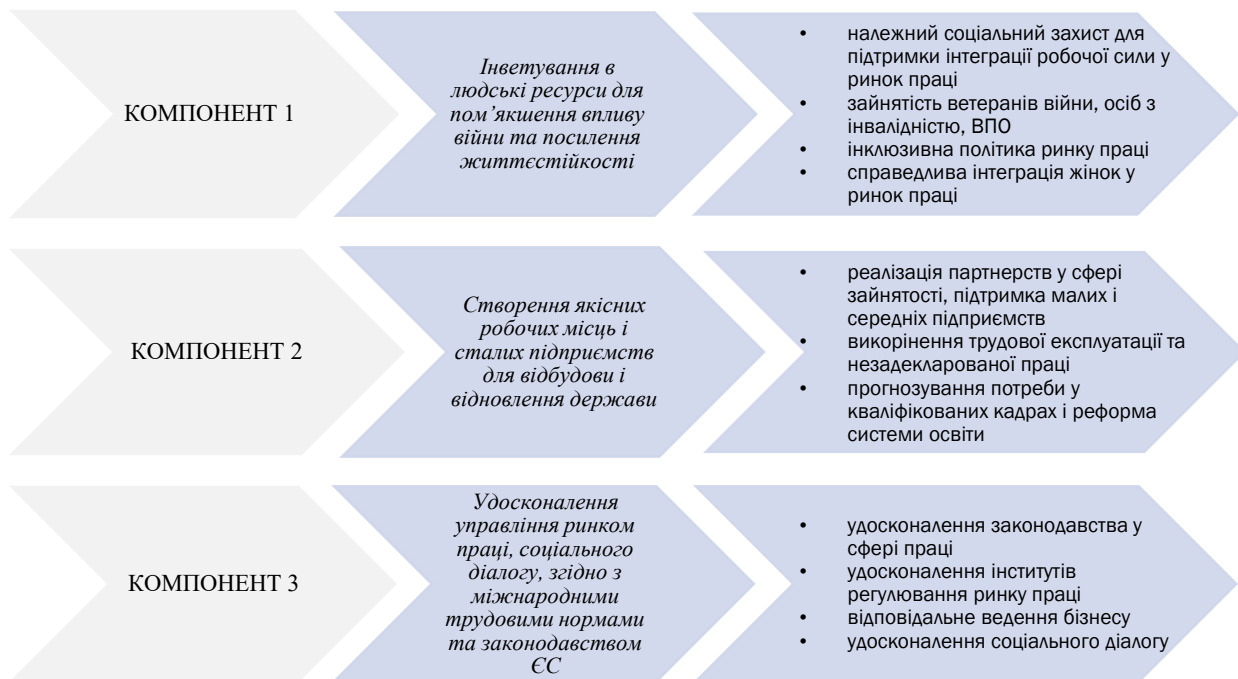 КОМПОНЕНТ 1
Інветування в
людські ресурси для
пом’якшення впливу
війни та посилення
життєстійкості
• належний соціальний захист для
підтримки інтеграції робочої сили у
ринок праці
• зайнятість ветеранів війни, осіб з
інвалідністю, ВПО
• інклюзивна політика ринку праці
• справедлива інтеграція жінок у
ринок праці
КОМПОНЕНТ 2
Створення якісних
робочих місць і
сталих підприємств
для відбудови і
відновлення держави
• реалізація партнерств у сфері
зайнятості, підтримка малих і
середніх підприємств
• викорінення трудової експлуатації та
незадекларованої праці
• прогнозування потреби у
кваліфікованих кадрах і реформа
системи освіти
КОМПОНЕНТ 3
Удосконалення
управління ринком
праці, соціального
діалогу, згідно з
міжнародними
трудовими нормами
та законодавством
ЄС
• удосконалення законодавства у
сфері праці
• удосконалення інститутів
регулювання ринку праці
• відповідальне ведення бізнесу
• удосконалення соціального діалогу